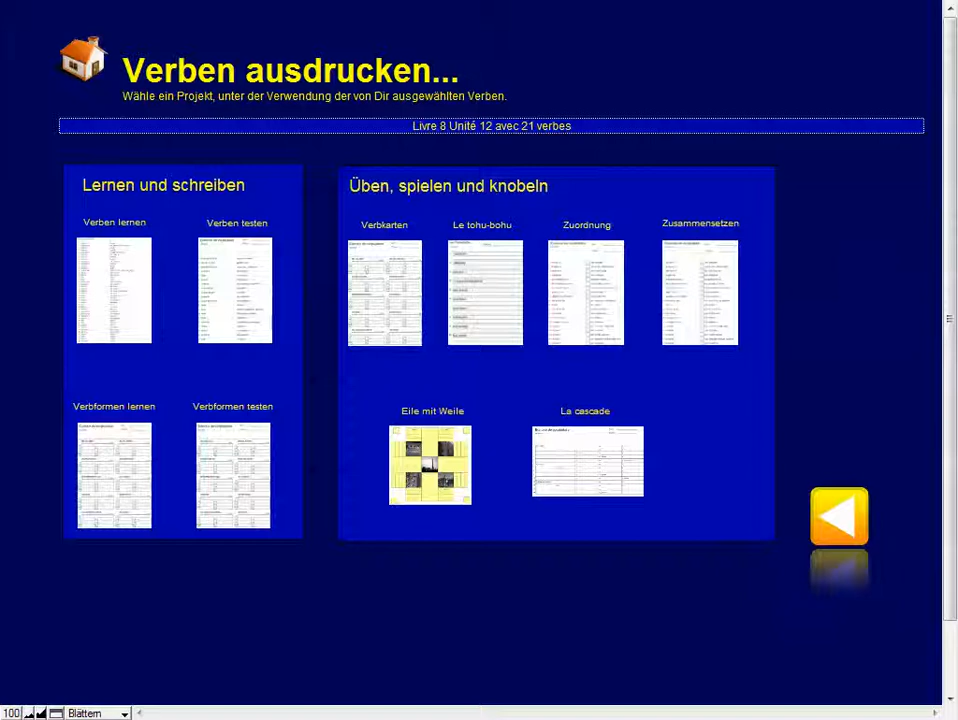 Verben ausdrucken...
Wähle ein Projekt, unter der Verwendung der von Dir ausgewählten Verben.
Livre 8 Unité 12 avec 21 verbes
Lernen und schreiben
Verben lernen
Verben testen
Verbformen lernen
Verbformen testen
Üben, spielen und knobeln
Verbkarten
Le tohu-bohu
Zuordnung
Zusammensetzen
Eile mit Weile
La cascade
100
Blättern